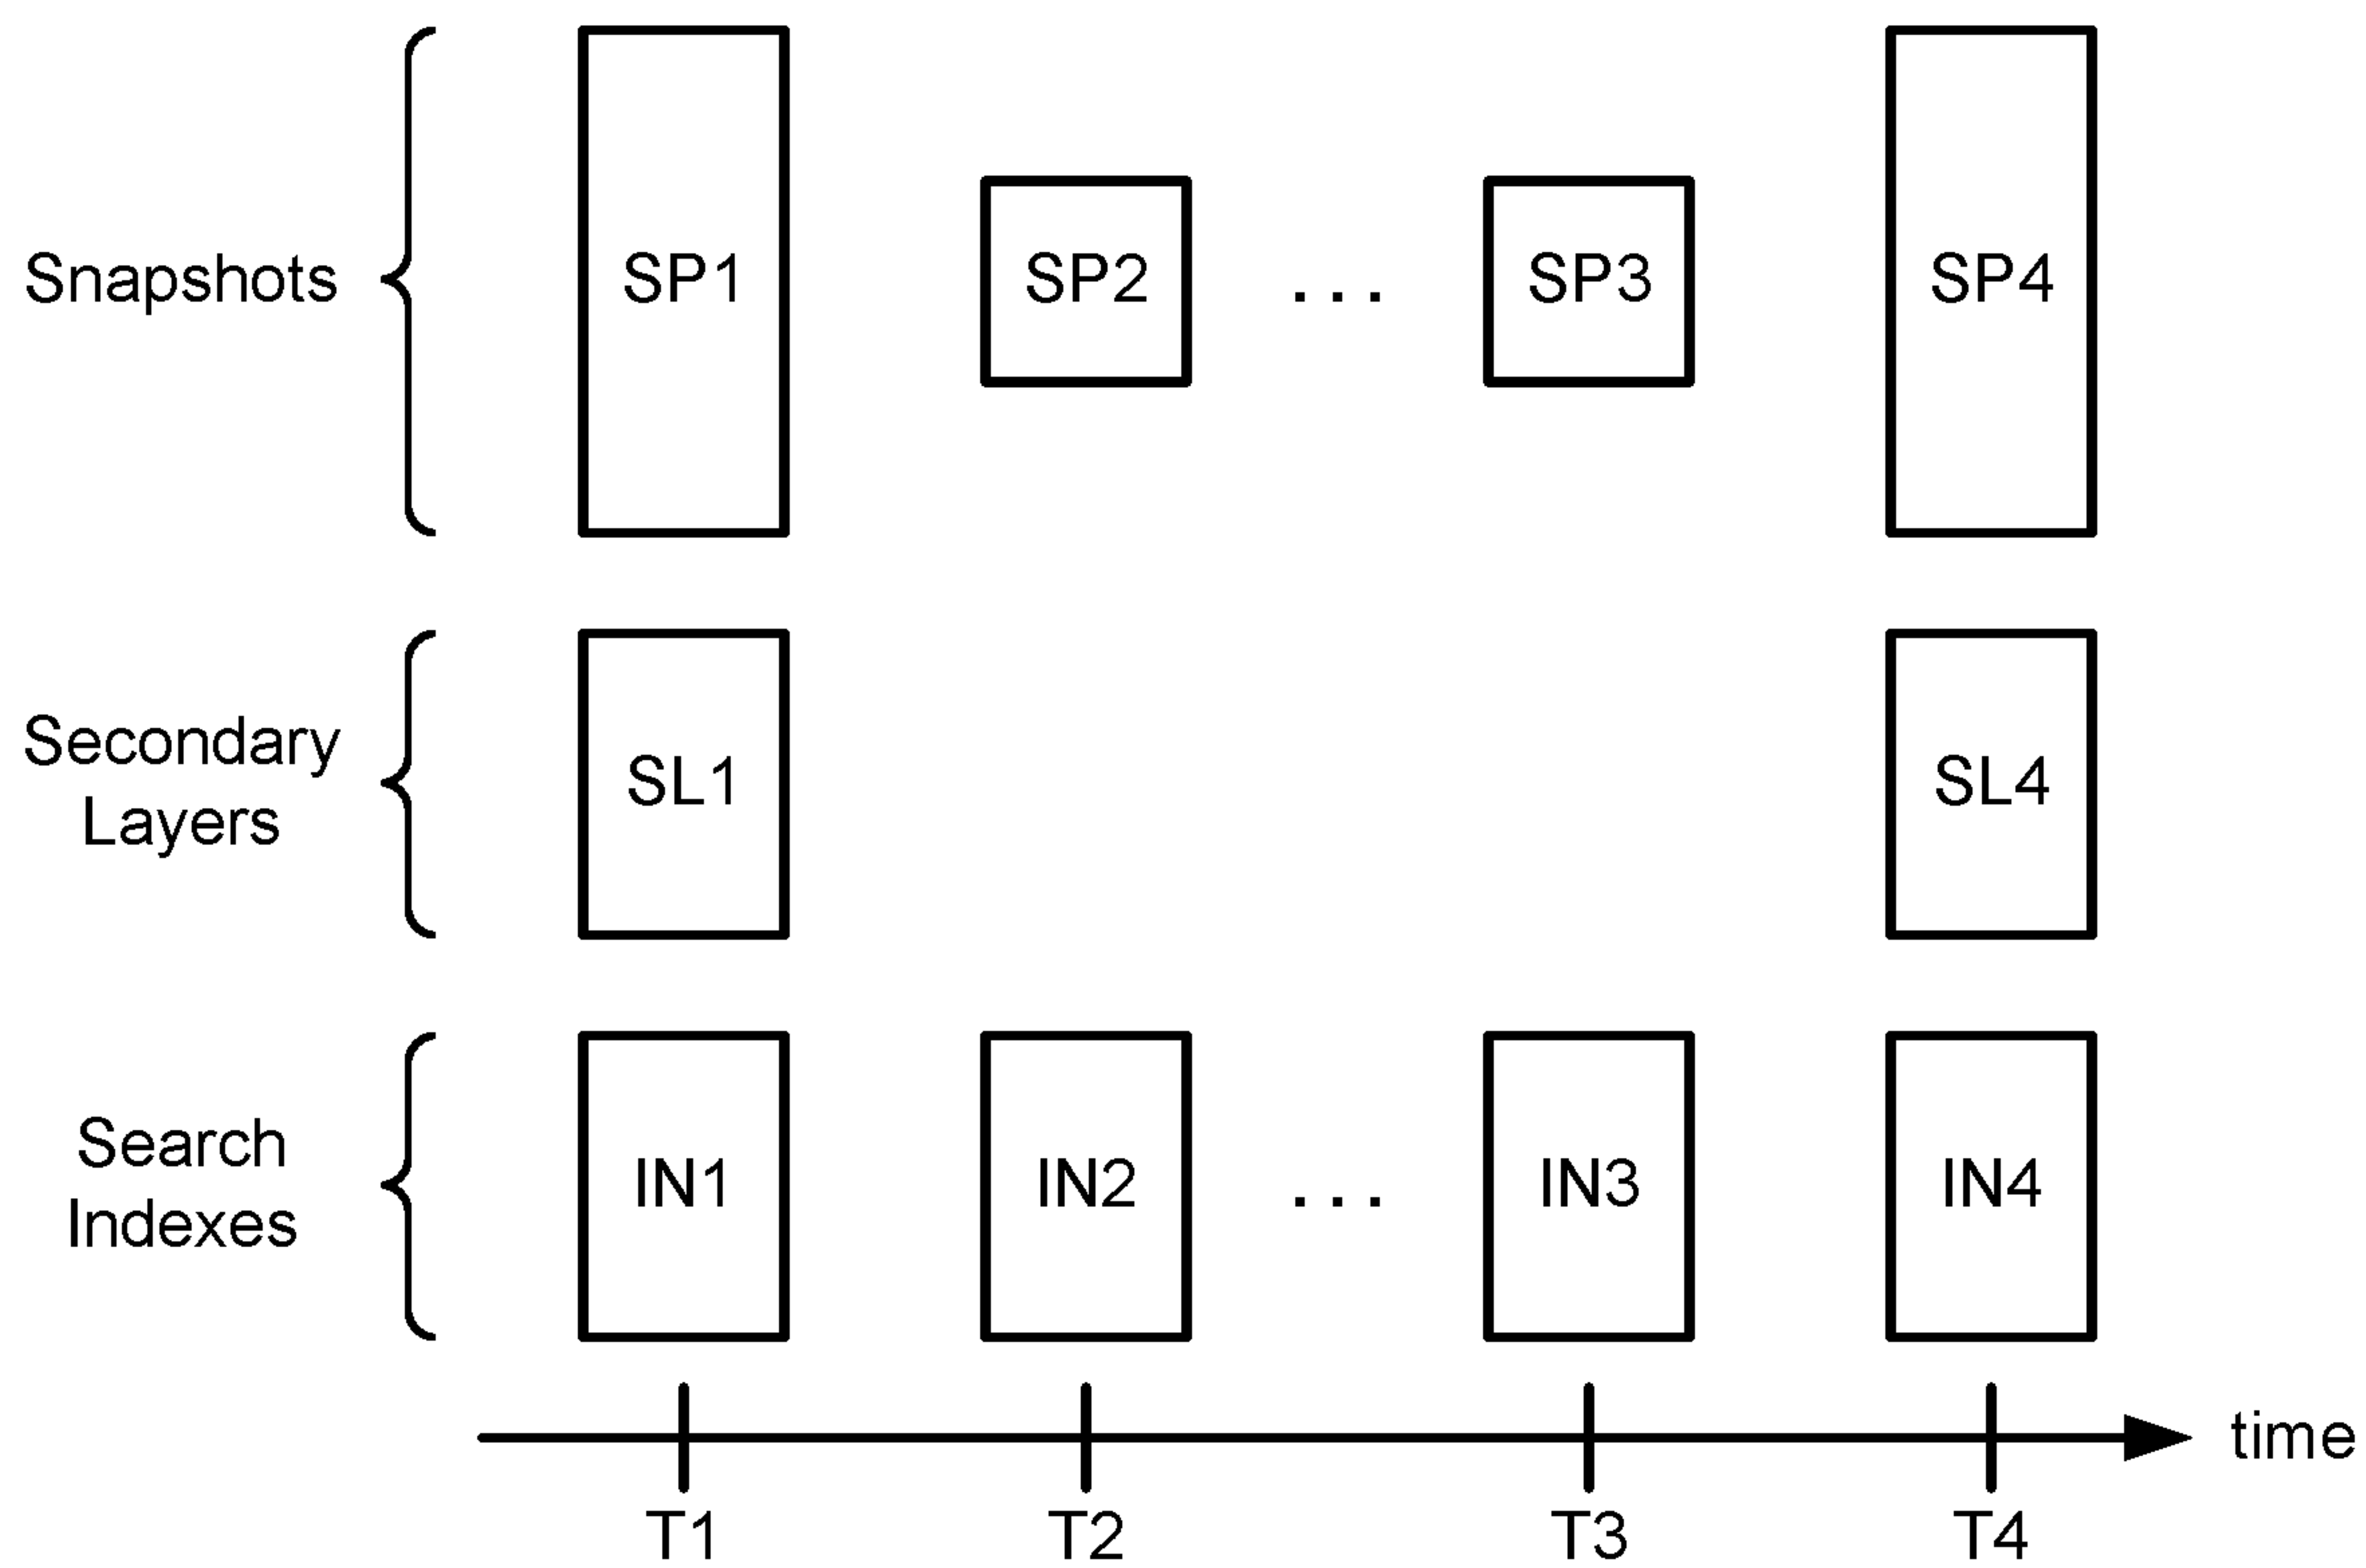 Snapshots
SP1
SP2
. . .
SP3
SP4
Secondary
Layers
SL1
SL4
Search
Indexes
IN1
IN2
. . .
IN3
IN4
time
T1
T2
T3
T4